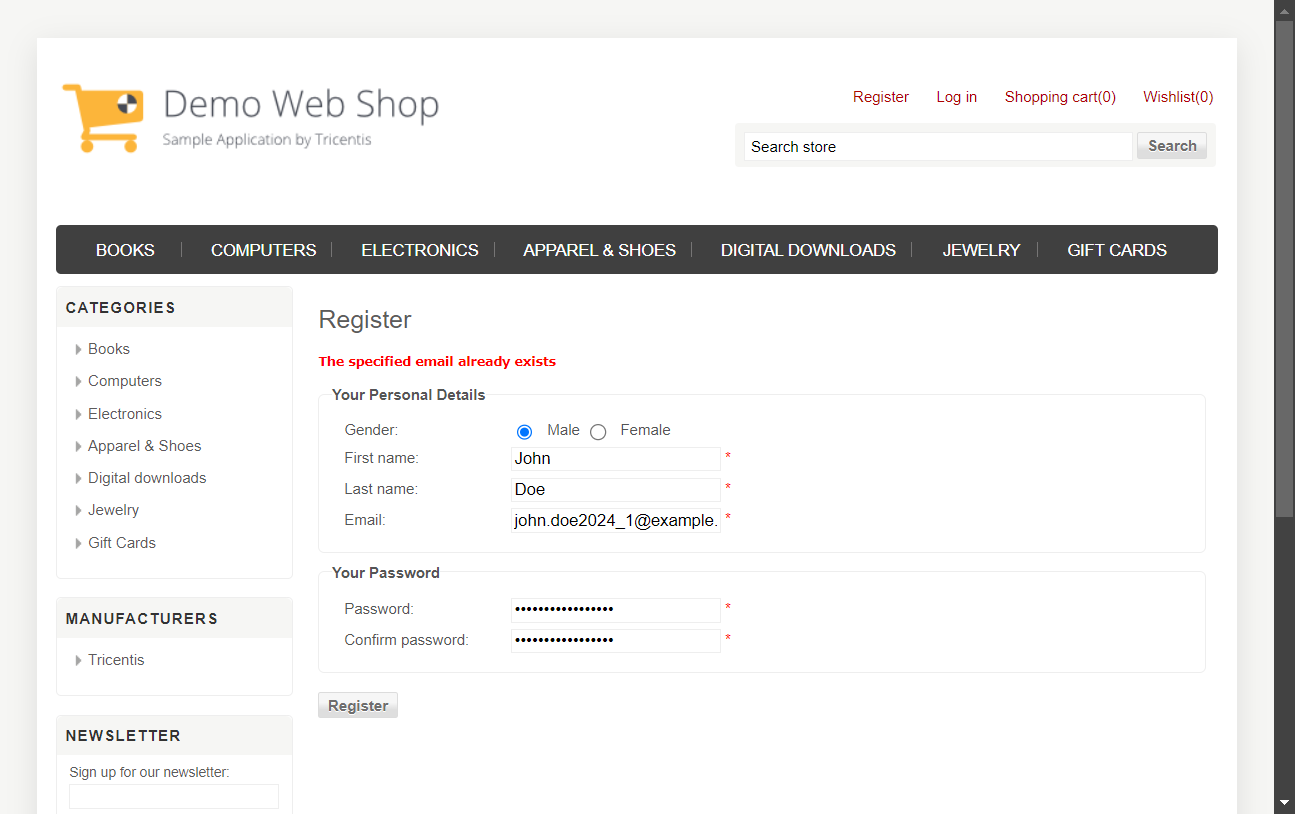 Demo Web Shop
Sample Application by Tricentis
Register Log in Shopping cart(0) Wishlist(0)
Search store Search
BOOKS COMPUTERS ELECTRONICS APPAREL & SHOES DIGITAL DOWNLOADS JEWELRY GIFT CARDS
CATEGORIES
Books
Computers
Electronics
Apparel & Shoes
Digital downloads
Jewelry
Gift Cards
MANUFACTURERS
Tricentis
NEWSLETTER
Sign up for our newsletter:
Register
The specified email already exists
Your Personal Details
Gender: Male Female
First name: John *
Last name: Doe *
Email: john.doe2024_1@example. *
Your Password
Password: ••••••••••••••••• *
Confirm password: ••••••••••••••••• *
Register